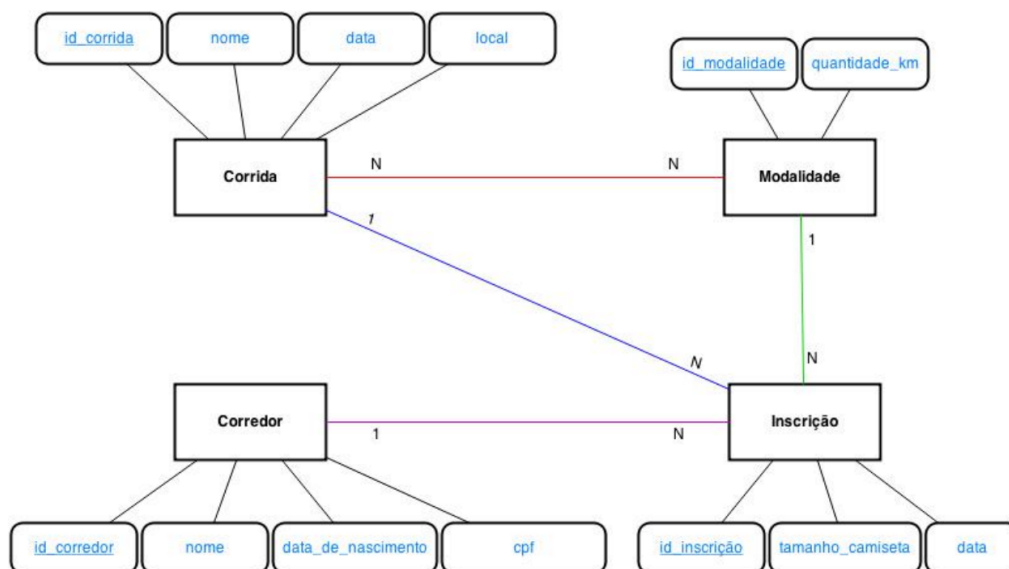 id_corrida nome data local
id_modalidade quantidade_km
Corrida N N Modalidade
1 1
N N
Corredor 1 N Inscrição
id_corredor nome data_de_nascimento cpf id_inscrição tamanho_camiseta data